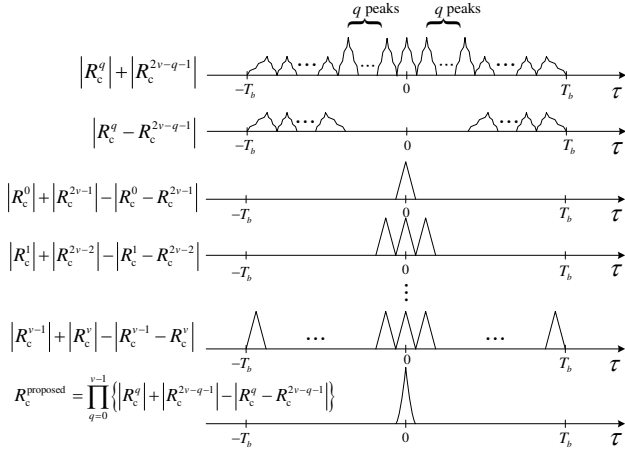 q peaks q peaks
|R_c^q| + |R_c^{2v-q-1}|
...
...
...
...
−T_b 0 T_b τ
|R_c^q − R_c^{2v-q-1}|
...
...
−T_b 0 T_b τ
|R_c^0| + |R_c^{2v-1}| − |R_c^0 − R_c^{2v-1}|
−T_b 0 T_b τ
|R_c^1| + |R_c^{2v-2}| − |R_c^1 − R_c^{2v-2}|
−T_b 0 T_b τ
⋮
|R_c^{v-1}| + |R_c^v| − |R_c^{v-1} − R_c^v|
...
...
−T_b 0 T_b τ
R_c^{proposed} = ∏_{q=0}^{v-1} {|R_c^q| + |R_c^{2v-q-1}| − |R_c^q − R_c^{2v-q-1}|}
−T_b 0 T_b τ